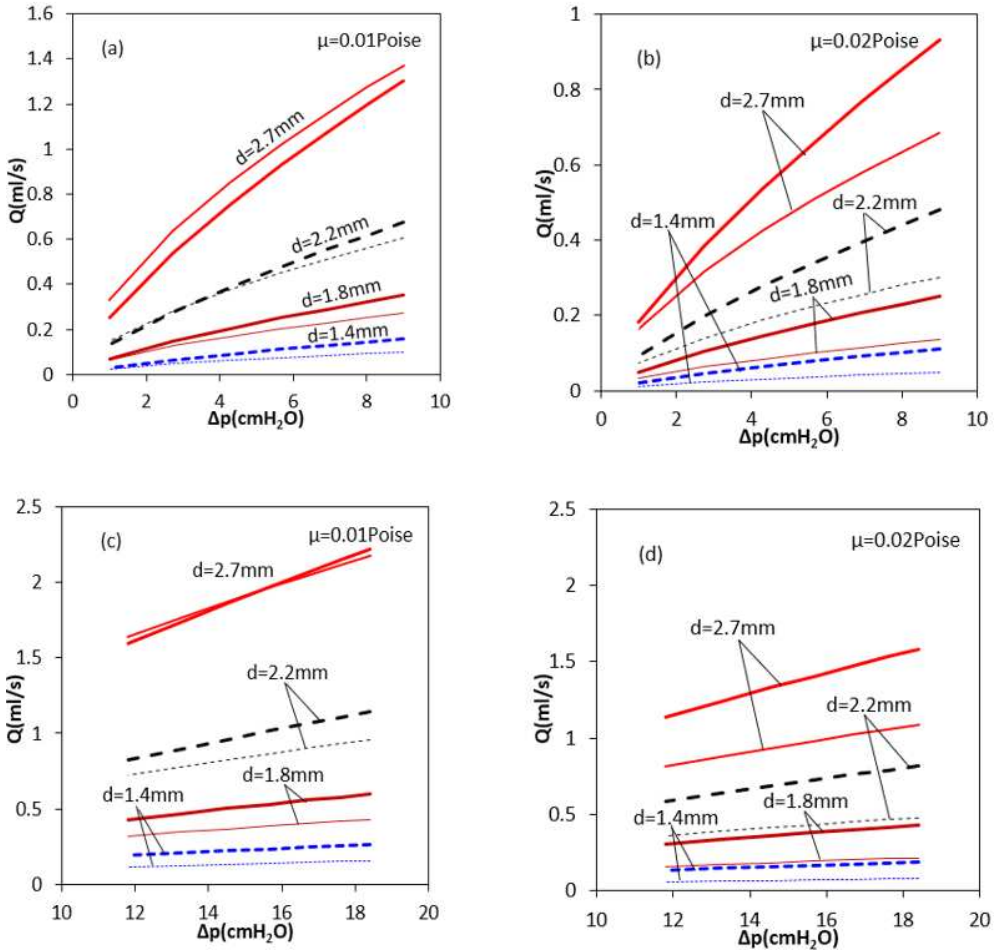 (a)
μ=0.01Poise
Q(ml/s)
1.6
1.4
1.2
1
0.8
0.6
0.4
0.2
0
d=2.7mm
d=2.2mm
d=1.8mm
d=1.4mm
0 2 4 6 8 10
Δp(cmH₂O)
(b)
μ=0.02Poise
Q(ml/s)
1
0.8
0.6
0.4
0.2
0
d=2.7mm
d=2.2mm
d=1.4mm
d=1.8mm
0 2 4 6 8 10
Δp(cmH₂O)
(c)
μ=0.01Poise
Q(ml/s)
2.5
2
1.5
1
0.5
0
d=2.7mm
d=2.2mm
d=1.8mm
d=1.4mm
10 12 14 16 18 20
Δp(cmH₂O)
(d)
μ=0.02Poise
Q(ml/s)
2.5
2
1.5
1
0.5
0
d=2.7mm
d=2.2mm
d=1.8mm
d=1.4mm
10 12 14 16 18 20
Δp(cmH₂O)